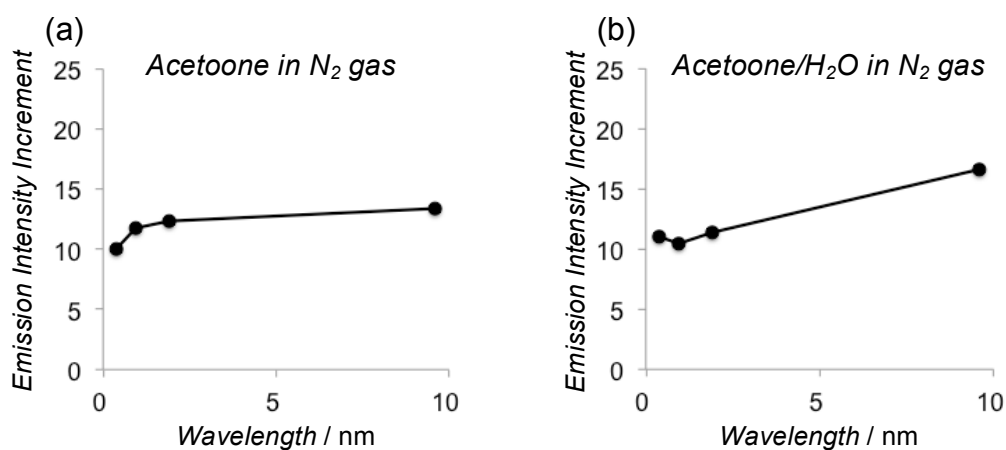 (a)
Acetoone in N₂ gas
Emission Intensity Increment
25
20
15
10
5
0
0 5 10
Wavelength / nm
(b)
Acetoone/H₂O in N₂ gas
Emission Intensity Increment
25
20
15
10
5
0
0 5 10
Wavelength / nm